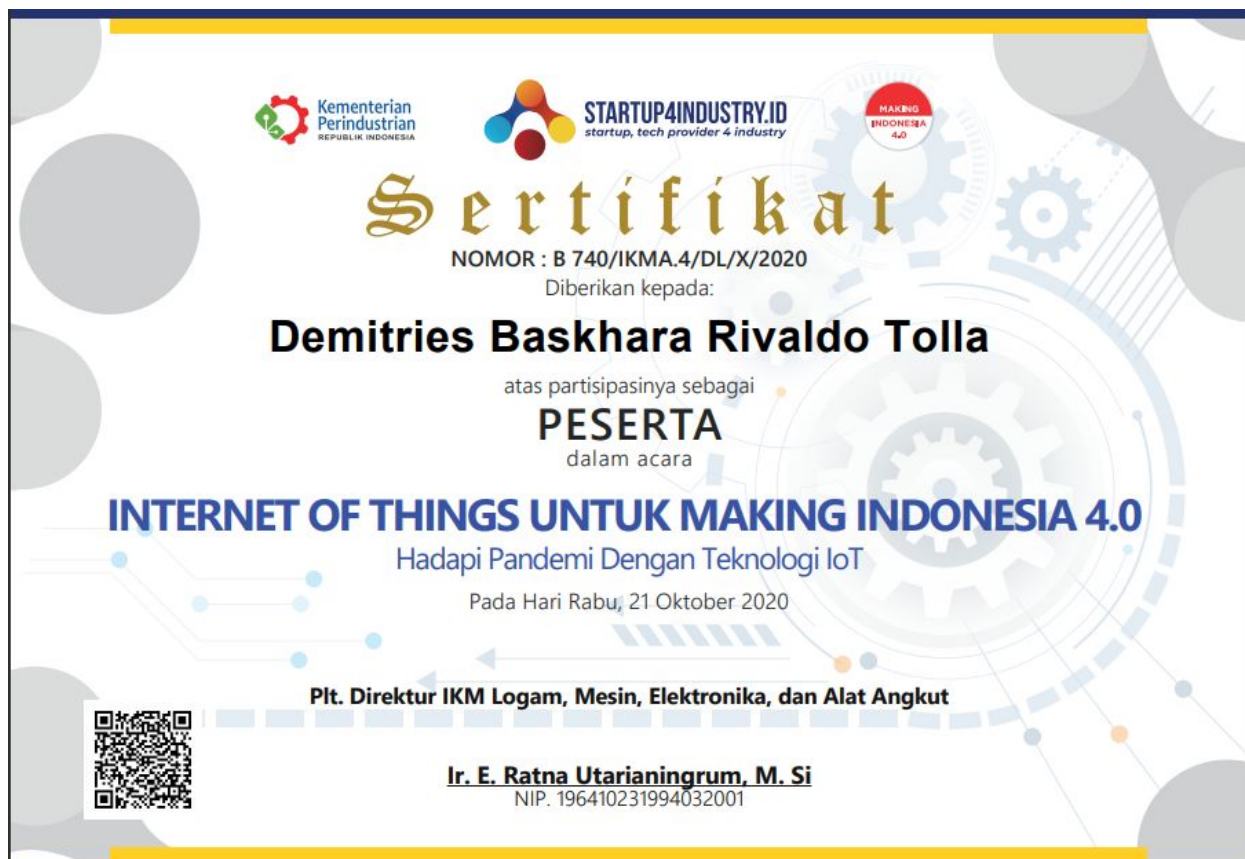 Kementerian
Perindustrian
REPUBLIK INDONESIA
STARTUP4INDUSTRY.ID
startup, tech provider 4 industry
MAKING
INDONESIA
4.0
Sertifikat
NOMOR : B 740/IKMA.4/DL/X/2020
Diberikan kepada:
Demitries Baskhara Rivaldo Tolla
atas partisipasinya sebagai
PESERTA
dalam acara
INTERNET OF THINGS UNTUK MAKING INDONESIA 4.0
Hadapi Pandemi Dengan Teknologi IoT
Pada Hari Rabu, 21 Oktober 2020
Plt. Direktur IKM Logam, Mesin, Elektronika, dan Alat Angkut
Ir. E. Ratna Utarianingrum, M. Si
NIP. 196410231994032001